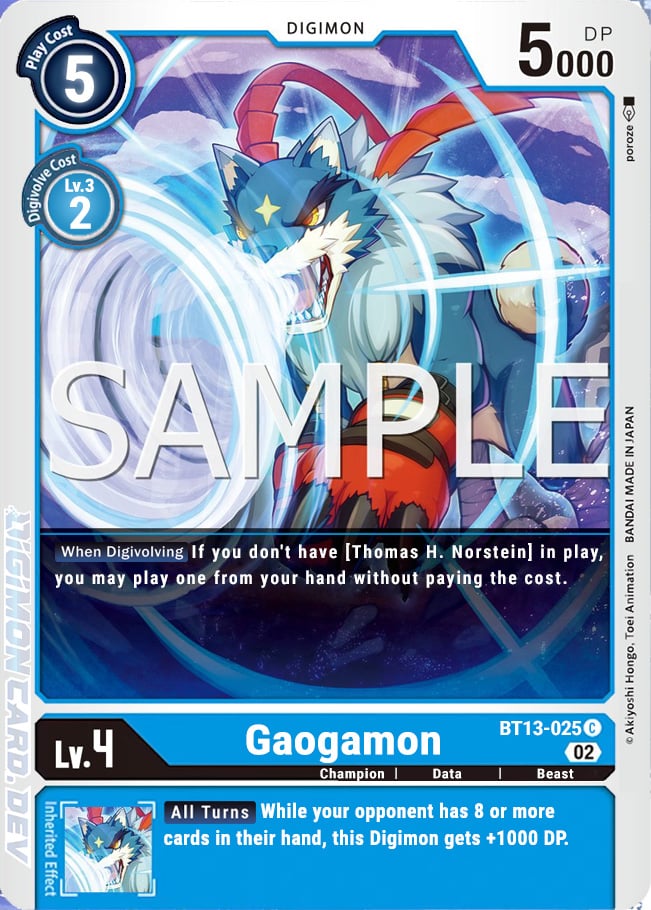 DIGIMON
Play Cost
5
DP
5000
Digivolve Cost
Lv.3
2
poroze
SAMPLE
When Digivolving If you don't have [Thomas H. Norstein] in play,
you may play one from your hand without paying the cost.
© Akiyoshi Hongo, Toei Animation BANDAI MADE IN JAPAN
DIGIMONCARD.DEV
Lv.4
Gaogamon
BT13-025 C
02
Champion | Data | Beast
Inherited Effect
All Turns While your opponent has 8 or more
cards in their hand, this Digimon gets +1000 DP.